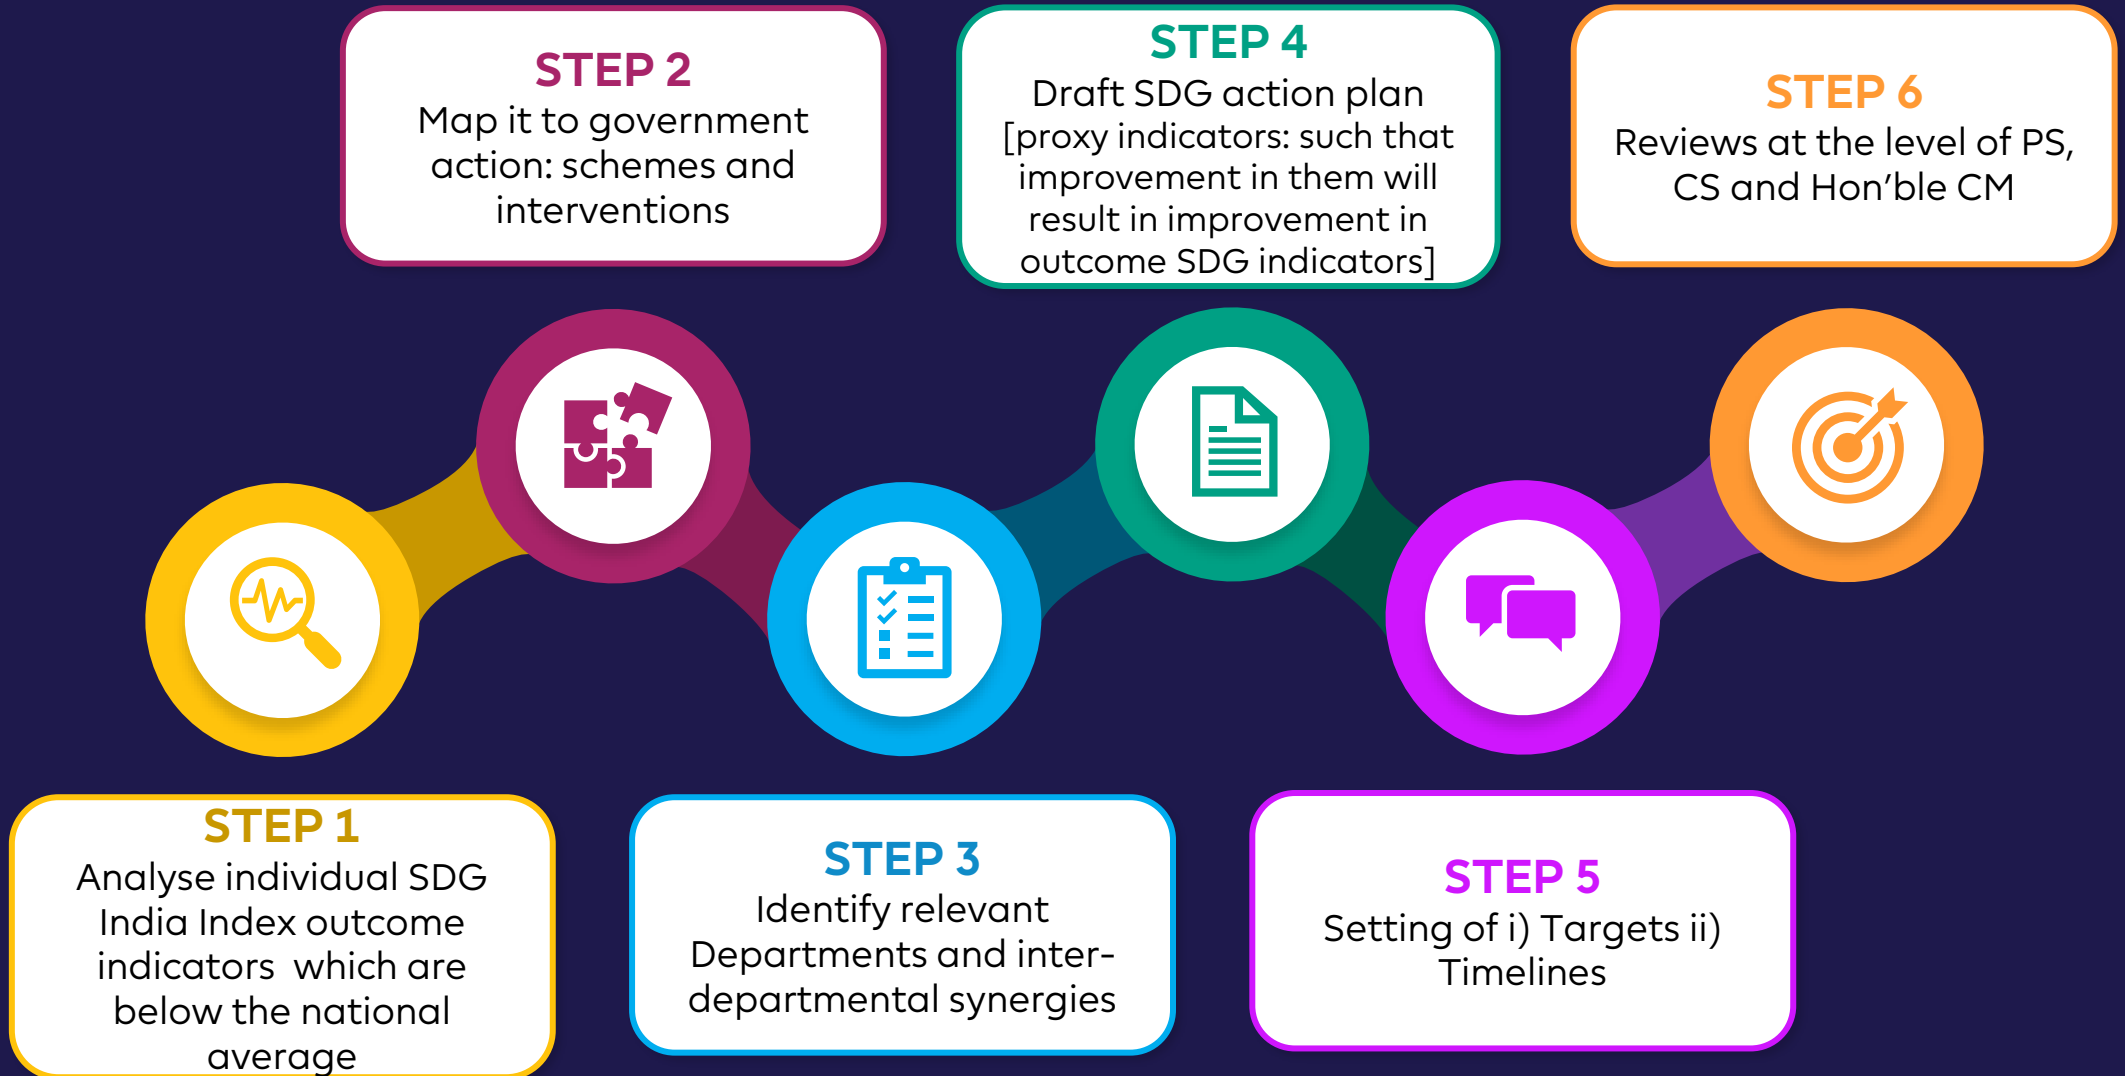 STEP 1
Analyse individual SDG
India Index outcome
indicators which are
below the national
average
STEP 2
Map it to government
action: schemes and
interventions
STEP 3
Identify relevant
Departments and inter-
departmental synergies
STEP 4
Draft SDG action plan
[proxy indicators: such that
improvement in them will
result in improvement in
outcome SDG indicators]
STEP 5
Setting of i) Targets ii)
Timelines
STEP 6
Reviews at the level of PS,
CS and Hon’ble CM